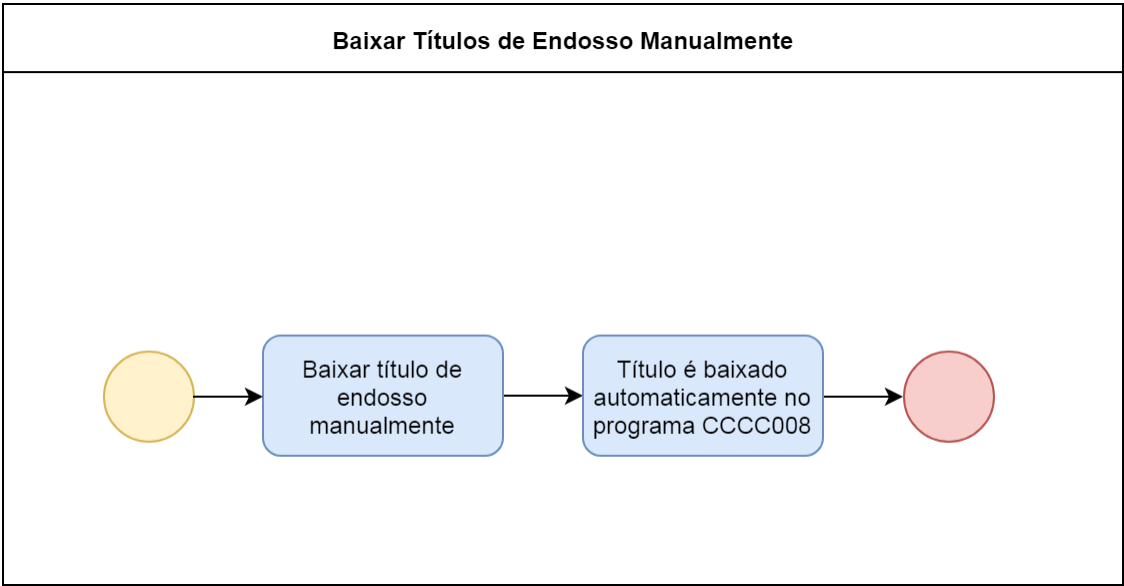 Baixar Títulos de Endosso Manualmente
Baixar título de
endosso
manualmente
Título é baixado
automaticamente no
programa CCCC008